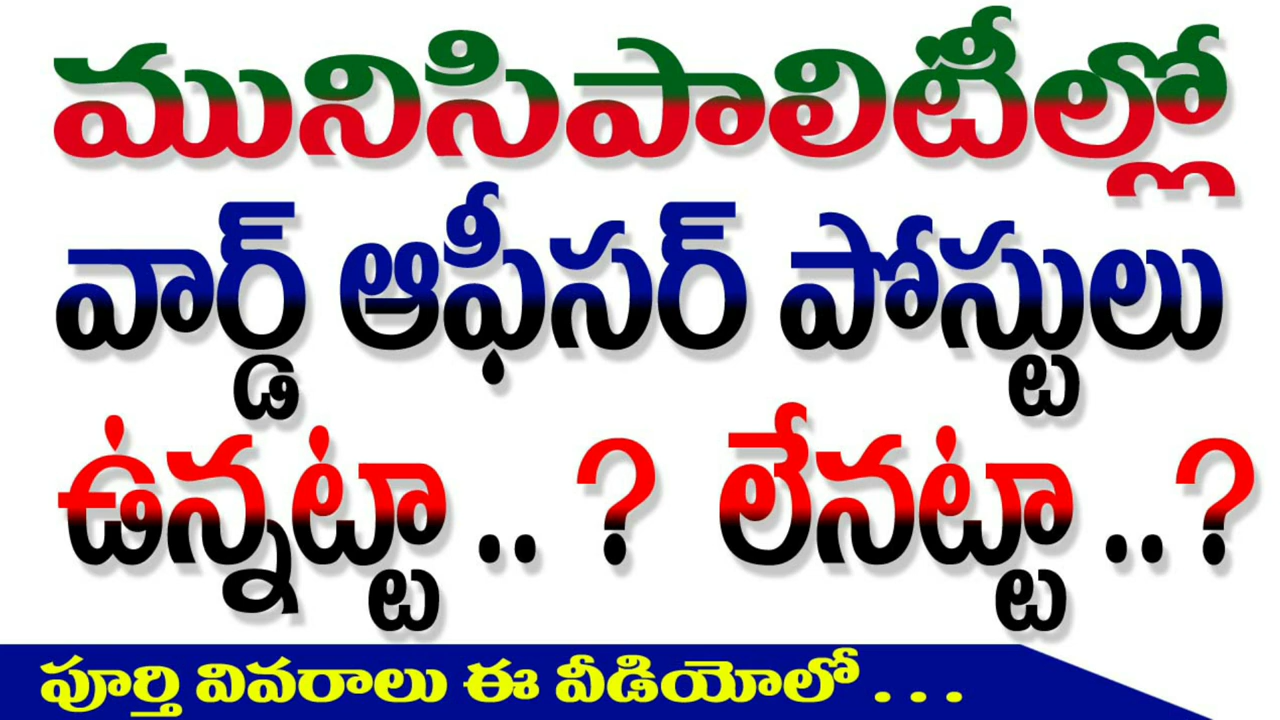 మునిసిపాలిటీల్లో
వార్డ్ ఆఫీసర్ పోస్టులు
ఉన్నట్టా .. ? లేనట్టా ..?
పూర్తి వివరాలు ఈ వీడియోలో . . .